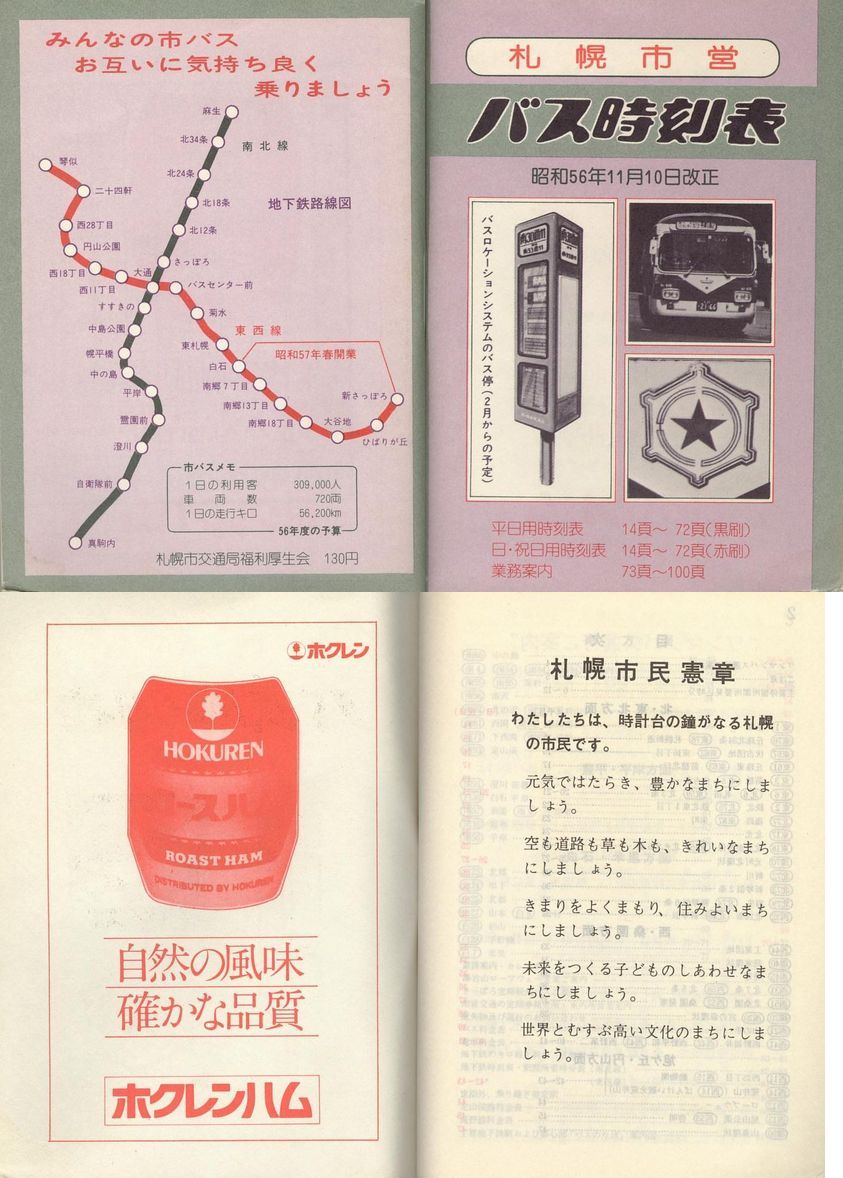 みんなの市バス
お互いに気持ち良く
乗りましょう
麻生
北34条
南北線
北24条
琴似
二十四軒
北18条
地下鉄路線図
西28丁目
北12条
円山公園
さっぽろ
西18丁目
大通
西11丁目
バスセンター前
すすきの
菊水
中島公園
東西線
東札幌
幌平橋
昭和57年春開業
白石
中の島
南郷7丁目
平岸
新さっぽろ
南郷13丁目
霊園前
南郷18丁目
大谷地
ひばりが丘
澄川
自衛隊前
真駒内
市バスメモ
1日の利用客 309,000人
車両数 720両
1日の走行キロ 56,200km
56年度の予算
札幌市交通局福利厚生会 130円
札幌市営
バス時刻表
昭和56年11月10日改正
バスロケーションシステムのバス停(2月からの予定)
平日用時刻表 14頁〜72頁(黒刷)
日・祝日用時刻表 14頁〜72頁(赤刷)
業務案内 73頁〜100頁
ホクレン
HOKUREN
ロースハム
ROAST HAM
DISTRIBUTED BY HOKUREN
自然の風味
確かな品質
ホクレンハム
札幌市民憲章
わたしたちは、時計台の鐘がなる札幌
の市民です。
元気ではたらき、豊かなまちにしま
しょう。
空も道路も草も木も、きれいなまち
にしましょう。
きまりをよくまもり、住みよいまち
にしましょう。
未来をつくる子どものしあわせなま
ちにしましょう。
世界とむすぶ高い文化のまちにしま
しょう。